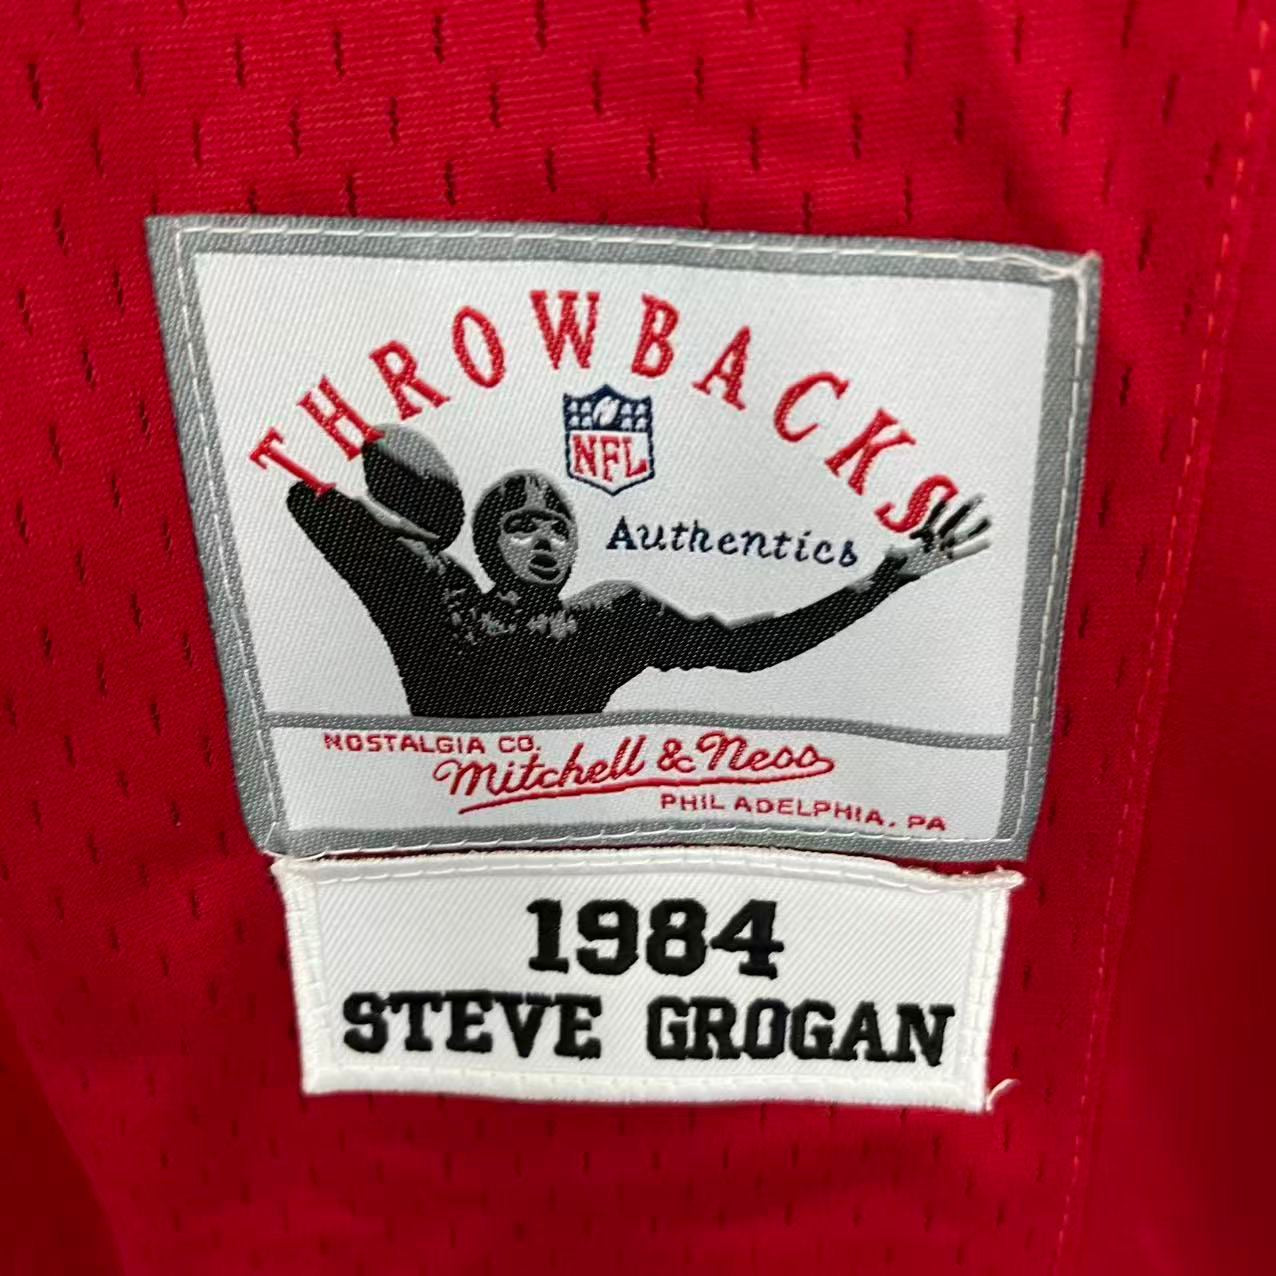 THROWBACKS
NFL
Authentics
NOSTALGIA CO.
Mitchell & Ness
PHILADELPHIA, PA
1984
STEVE GROGAN